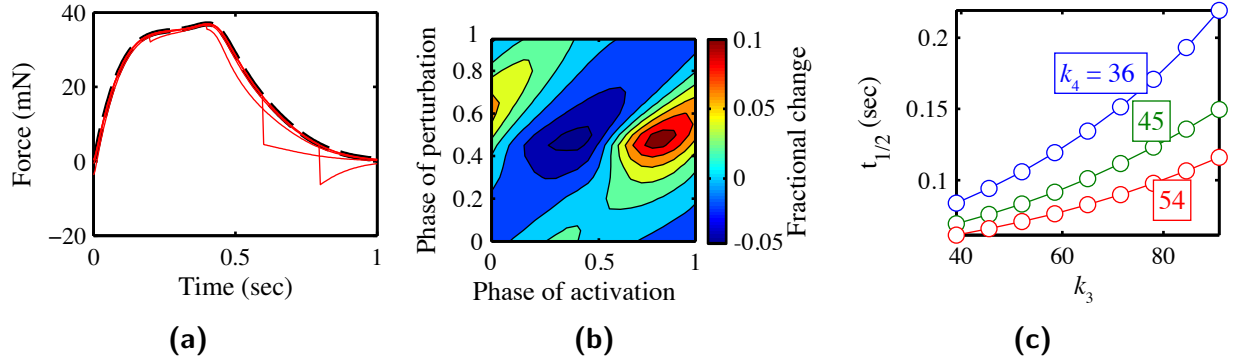 40
20
0
−20
Force (mN)
0
0.5
1
Time (sec)
(a)
1
0.8
0.6
0.4
0.2
0
Phase of perturbation
0
0.5
1
Phase of activation
0.1
0.05
0
-0.05
Fractional change
(b)
0.2
0.15
0.1
t1/2 (sec)
k4 = 36
45
54
40
60
80
k3
(c)